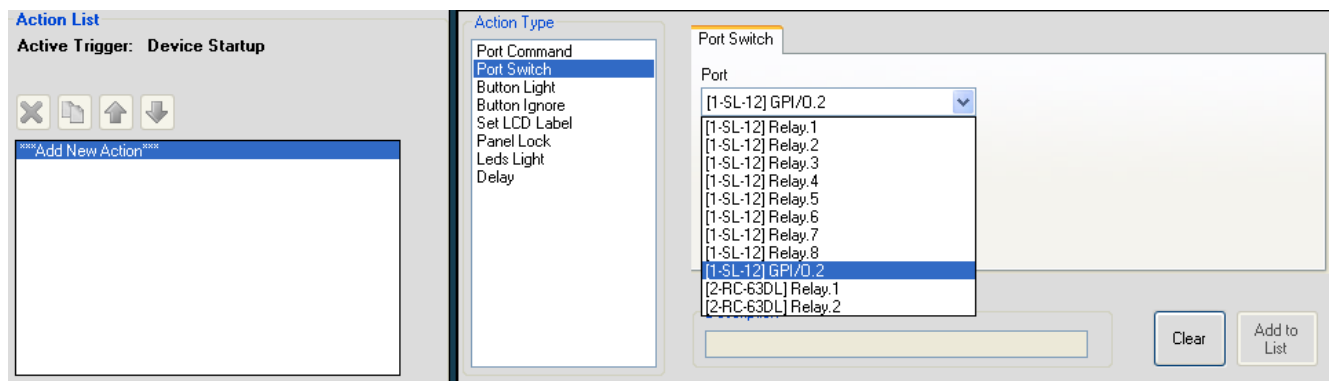 Action List
Active Trigger: Device Startup
***Add New Action***
Action Type
Port Command
Port Switch
Button Light
Button Ignore
Set LCD Label
Panel Lock
Leds Light
Delay
Port Switch
Port
[1-SL-12] GPI/O.2
[1-SL-12] Relay.1
[1-SL-12] Relay.2
[1-SL-12] Relay.3
[1-SL-12] Relay.4
[1-SL-12] Relay.5
[1-SL-12] Relay.6
[1-SL-12] Relay.7
[1-SL-12] Relay.8
[1-SL-12] GPI/O.2
[2-RC-63DL] Relay.1
[2-RC-63DL] Relay.2
Clear
Add to
List